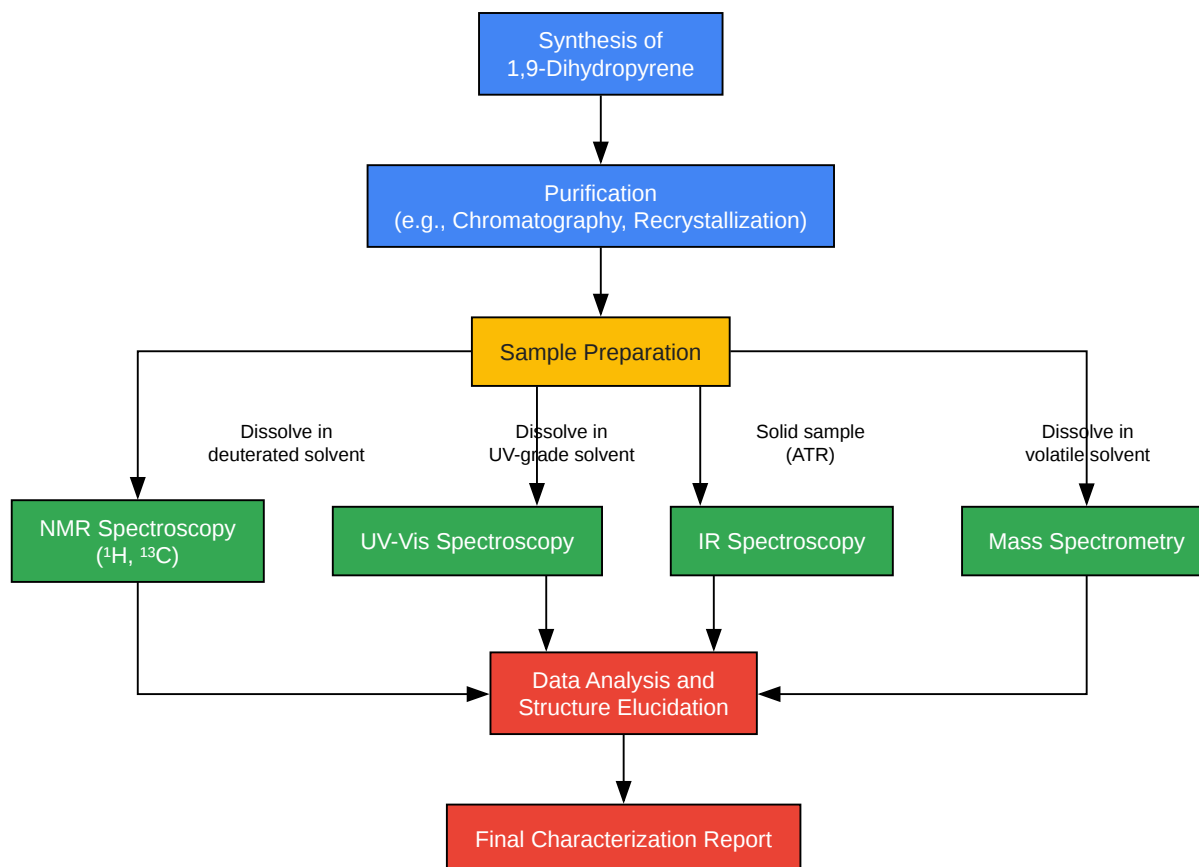 Synthesis of
1,9-Dihydropyrene
Purification
(e.g., Chromatography, Recrystallization)
Sample Preparation
Dissolve in
deuterated solvent
Dissolve in
UV-grade solvent
Solid sample
(ATR)
Dissolve in
volatile solvent
NMR Spectroscopy
(¹H, ¹³C)
UV-Vis Spectroscopy
IR Spectroscopy
Mass Spectrometry
Data Analysis and
Structure Elucidation
Final Characterization Report